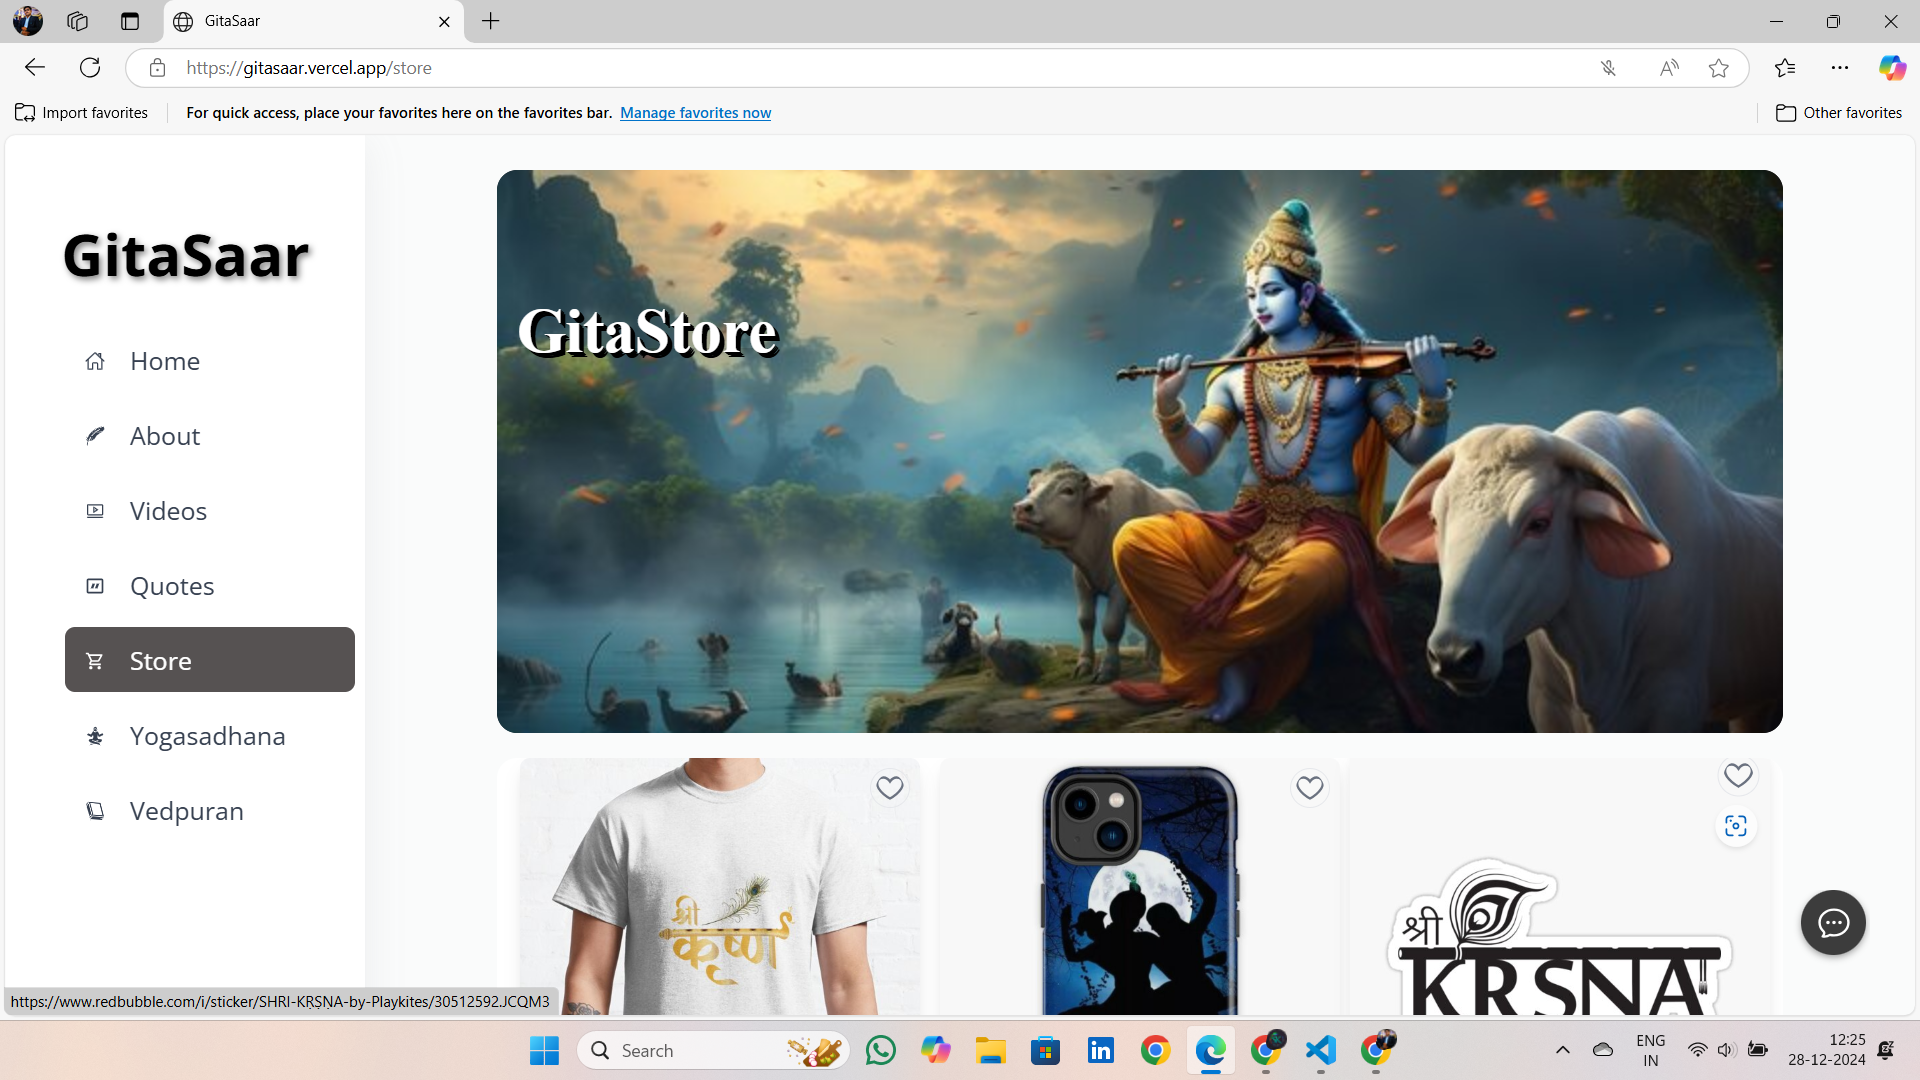 GitaSaar
https://gitasaar.vercel.app/store
Import favorites
For quick access, place your favorites here on the favorites bar. Manage favorites now
Other favorites
GitaSaar
Home
About
Videos
Quotes
Store
Yogasadhana
Vedpuran
GitaStore
श्री
कृष्ण
श्री
KRSNA
https://www.redbubble.com/i/sticker/SHRI-KRSNA-by-Playkites/30512592.JCQM3
Search
ENG
IN
12:25
28-12-2024